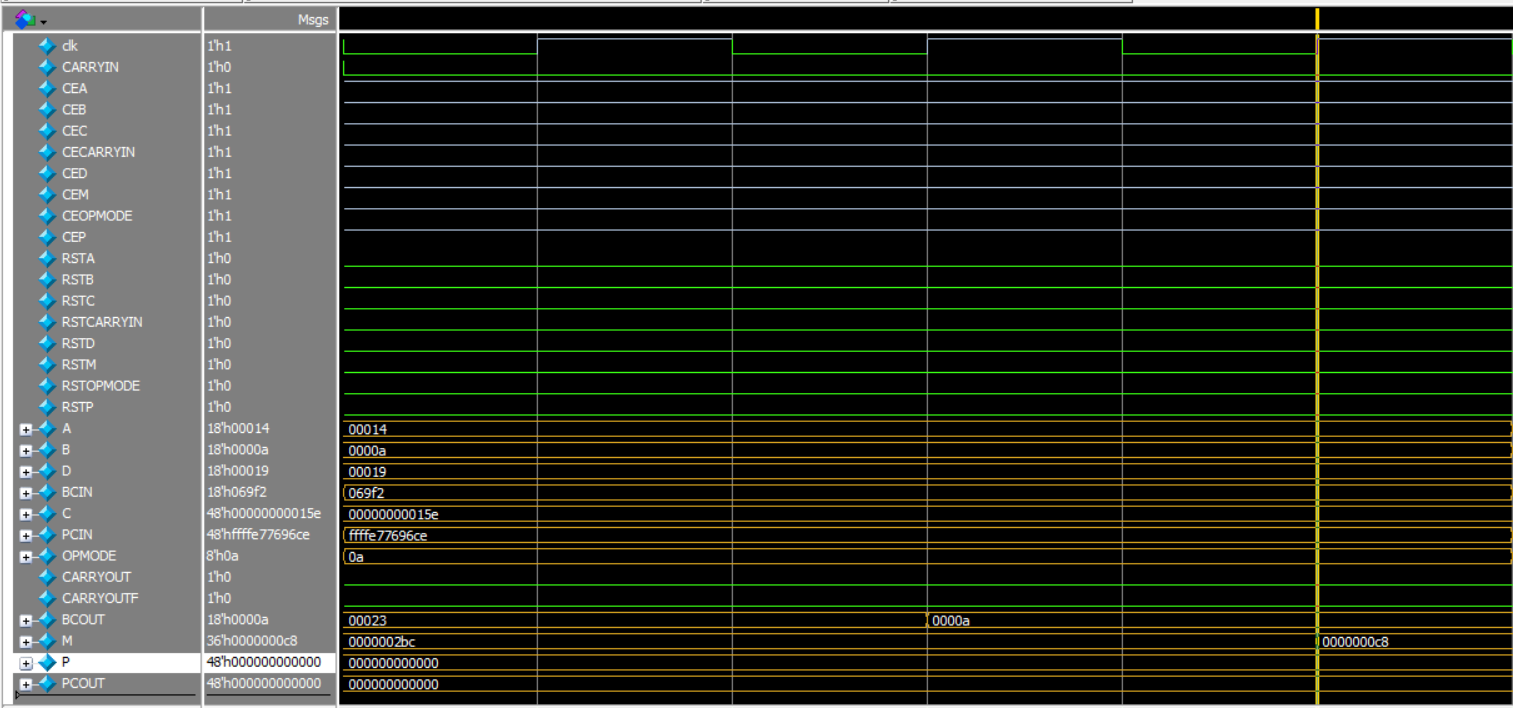 Msgs
clk 1'h1
CARRYIN 1'h0
CEA 1'h1
CEB 1'h1
CEC 1'h1
CECARRYIN 1'h1
CED 1'h1
CEM 1'h1
CEOPMODE 1'h1
CEP 1'h1
RSTA 1'h0
RSTB 1'h0
RSTC 1'h0
RSTCARRYIN 1'h0
RSTD 1'h0
RSTM 1'h0
RSTOPMODE 1'h0
RSTP 1'h0
A 18'h00014 00014
B 18'h0000a 0000a
D 18'h00019 00019
BCIN 18'h069f2 069f2
C 48'h00000000015e 00000000015e
PCIN 48'hffffe77696ce ffffe77696ce
OPMODE 8'h0a 0a
CARRYOUT 1'h0
CARRYOUTF 1'h0
BCOUT 18'h0000a 00023 0000a
M 36'h0000000c8 0000002bc 0000000c8
P 48'h000000000000 000000000000
PCOUT 48'h000000000000 000000000000